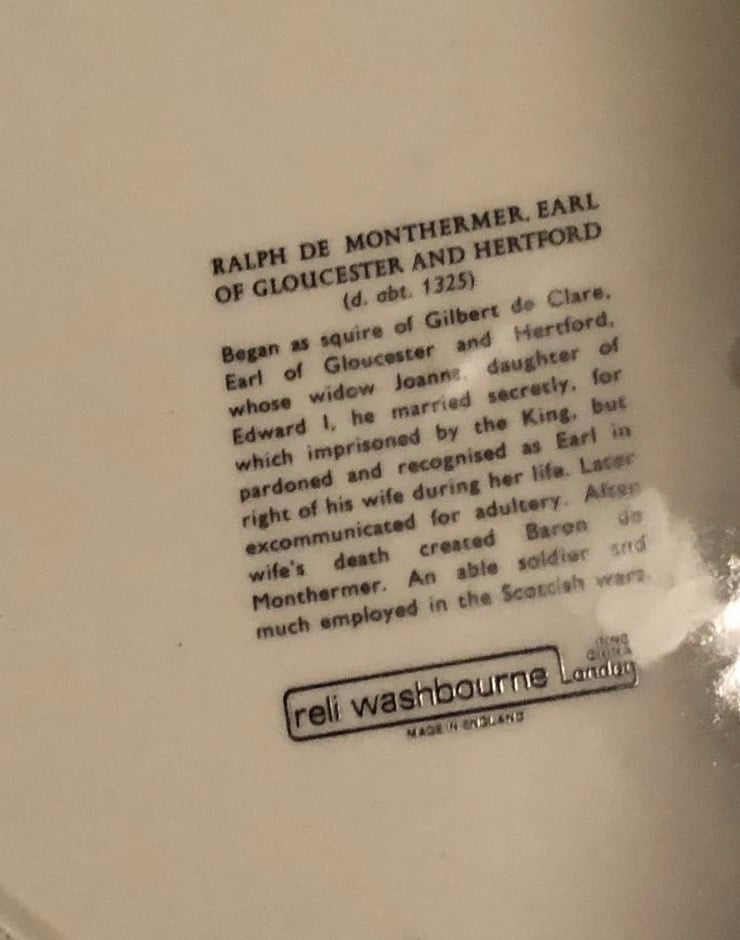 RALPH DE MONTHERMER, EARL
OF GLOUCESTER AND HERTFORD
(d. abt. 1325)
Began as squire of Gilbert de Clare,
Earl of Gloucester and Hertford,
whose widow Joanna, daughter of
Edward I, he married secretly, for
which imprisoned by the King, but
pardoned and recognised as Earl in
right of his wife during her life. Later
excommunicated for adultery. After
wife's death created Baron de
Monthermer. An able soldier and
much employed in the Scottish wars.
CHINA
reli washbourne London
MADE IN ENGLAND